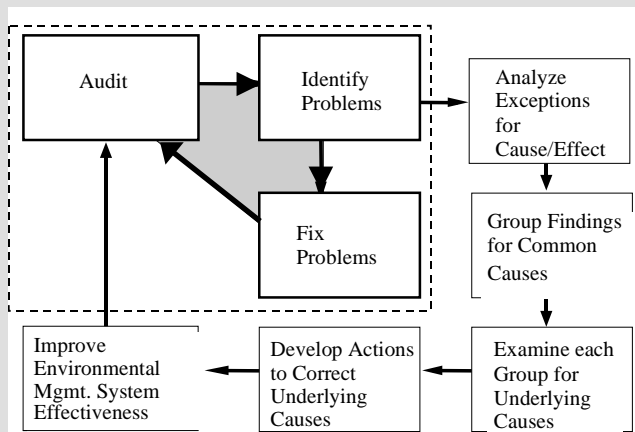 Audit
Identify
Problems
Analyze
Exceptions
for
Cause/Effect
Fix
Problems
Group Findings
for Common
Causes
Improve
Environmental
Mgmt. System
Effectiveness
Develop Actions
to Correct
Underlying
Causes
Examine each
Group for
Underlying
Causes